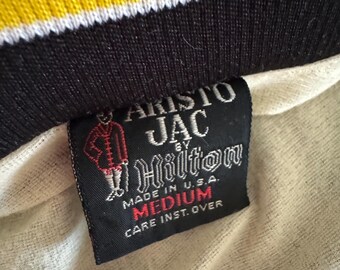 ARISTO
JAC
BY
Hilton
MADE IN U.S.A.
MEDIUM
CARE INST. OVER